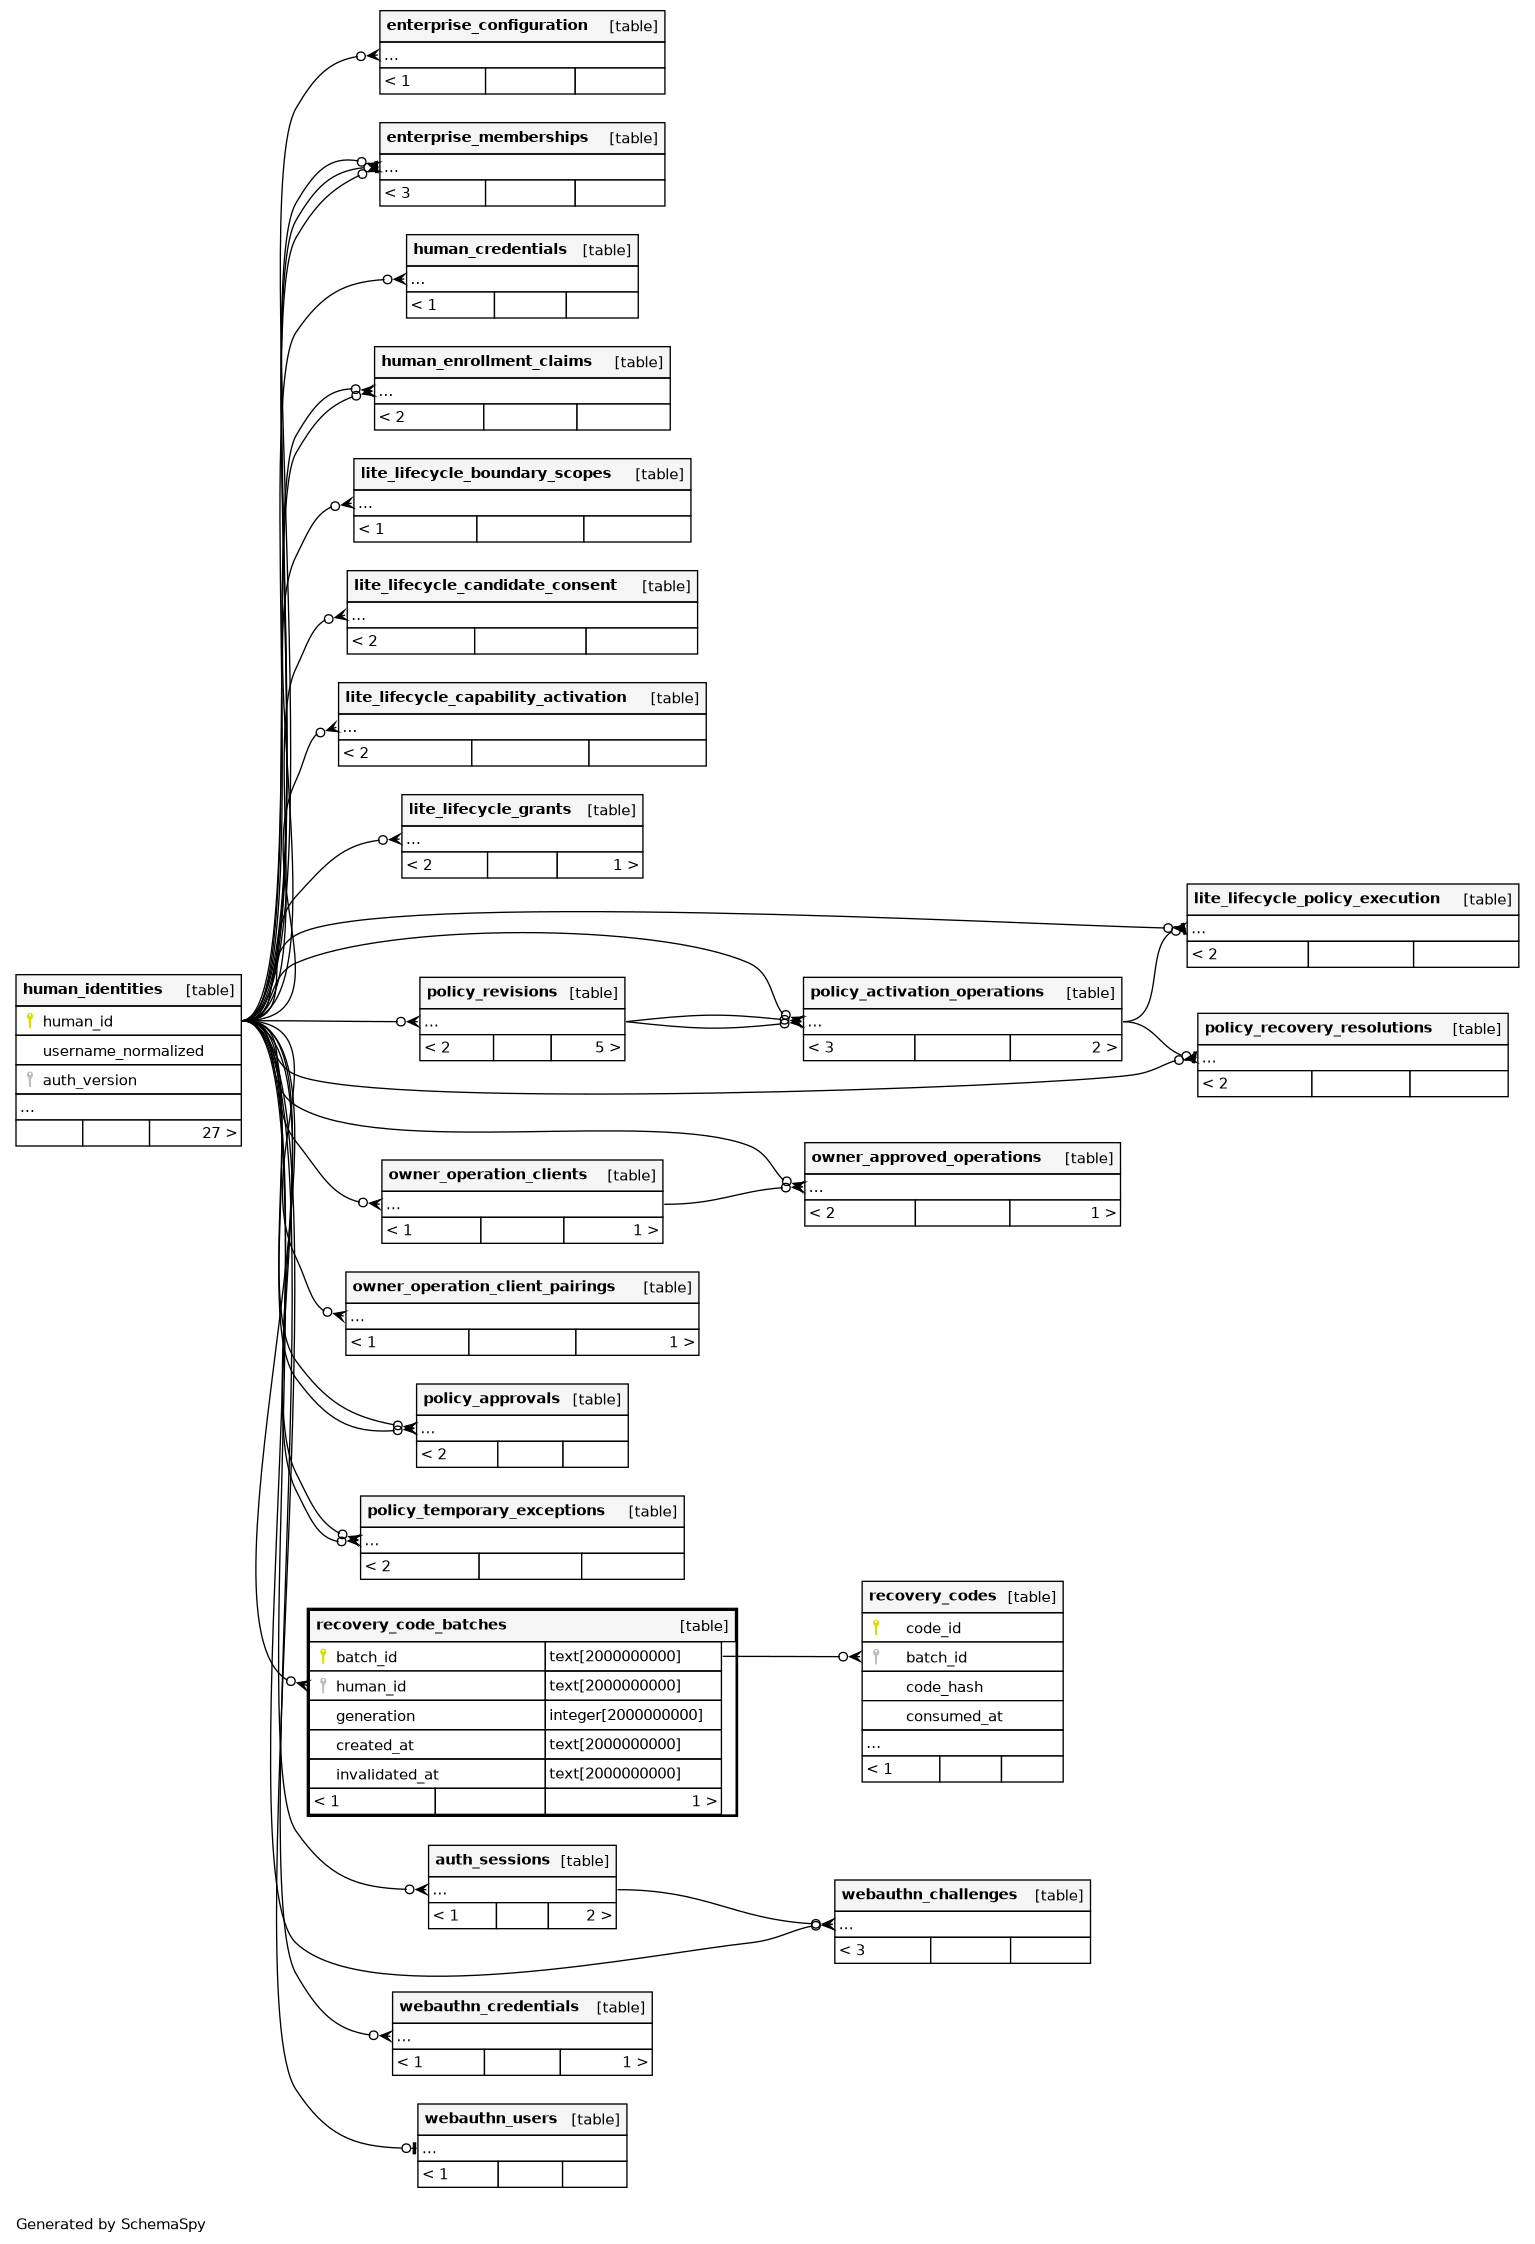 enterprise_configuration [table]
...
< 1
enterprise_memberships [table]
...
< 3
human_credentials [table]
...
< 1
human_enrollment_claims [table]
...
< 2
lite_lifecycle_boundary_scopes [table]
...
< 1
lite_lifecycle_candidate_consent [table]
...
< 2
lite_lifecycle_capability_activation [table]
...
< 2
lite_lifecycle_grants [table]
...
< 2 1 >
lite_lifecycle_policy_execution [table]
...
< 2
human_identities [table]
human_id
username_normalized
auth_version
...
27 >
policy_revisions [table]
...
< 2 5 >
policy_activation_operations [table]
...
< 3 2 >
policy_recovery_resolutions [table]
...
< 2
owner_operation_clients [table]
...
< 1 1 >
owner_approved_operations [table]
...
< 2 1 >
owner_operation_client_pairings [table]
...
< 1 1 >
policy_approvals [table]
...
< 2
policy_temporary_exceptions [table]
...
< 2
recovery_code_batches [table]
batch_id text[2000000000]
human_id text[2000000000]
generation integer[2000000000]
created_at text[2000000000]
invalidated_at text[2000000000]
< 1 1 >
recovery_codes [table]
code_id
batch_id
code_hash
consumed_at
...
< 1
auth_sessions [table]
...
< 1 2 >
webauthn_challenges [table]
...
< 3
webauthn_credentials [table]
...
< 1 1 >
webauthn_users [table]
...
< 1
Generated by SchemaSpy